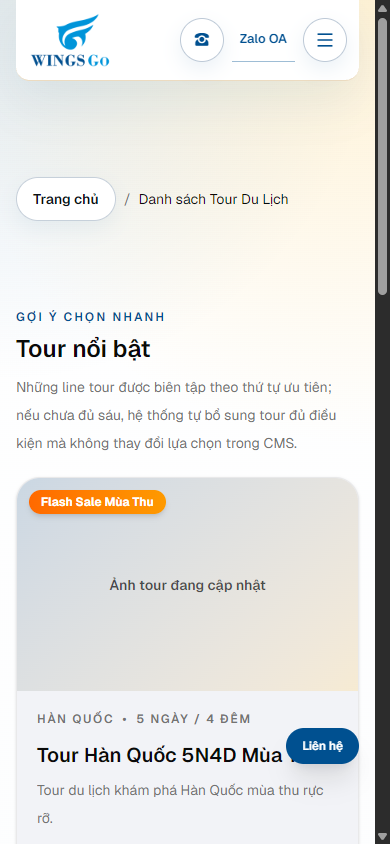 WINGS Go
Zalo OA
Trang chủ / Danh sách Tour Du Lịch
GỢI Ý CHỌN NHANH
Tour nổi bật
Những line tour được biên tập theo thứ tự ưu tiên;
nếu chưa đủ sáu, hệ thống tự bổ sung tour đủ điều
kiện mà không thay đổi lựa chọn trong CMS.
Flash Sale Mùa Thu
Ảnh tour đang cập nhật
HÀN QUỐC • 5 NGÀY / 4 ĐÊM
Tour Hàn Quốc 5N4D Mùa
Liên hệ
Tour du lịch khám phá Hàn Quốc mùa thu rực
rỡ.